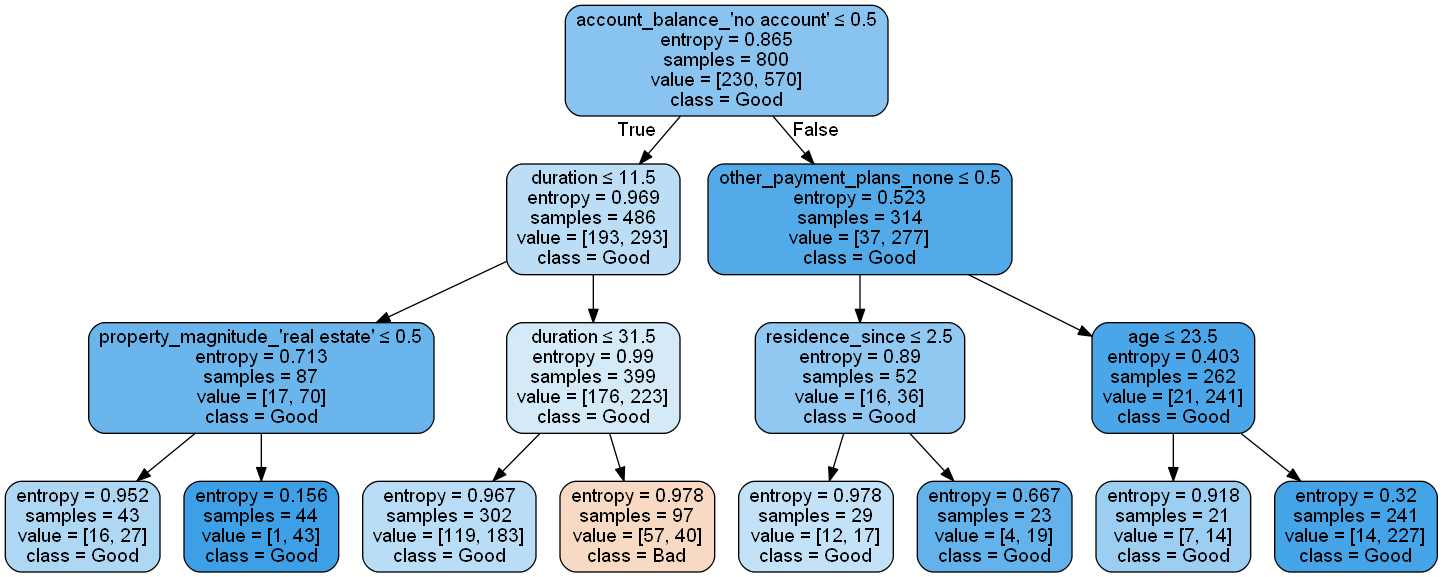 account_balance_'no account' ≤ 0.5
entropy = 0.865
samples = 800
value = [230, 570]
class = Good
True
False
duration ≤ 11.5
entropy = 0.969
samples = 486
value = [193, 293]
class = Good
other_payment_plans_none ≤ 0.5
entropy = 0.523
samples = 314
value = [37, 277]
class = Good
property_magnitude_'real estate' ≤ 0.5
entropy = 0.713
samples = 87
value = [17, 70]
class = Good
duration ≤ 31.5
entropy = 0.99
samples = 399
value = [176, 223]
class = Good
residence_since ≤ 2.5
entropy = 0.89
samples = 52
value = [16, 36]
class = Good
age ≤ 23.5
entropy = 0.403
samples = 262
value = [21, 241]
class = Good
entropy = 0.952
samples = 43
value = [16, 27]
class = Good
entropy = 0.156
samples = 44
value = [1, 43]
class = Good
entropy = 0.967
samples = 302
value = [119, 183]
class = Good
entropy = 0.978
samples = 97
value = [57, 40]
class = Bad
entropy = 0.978
samples = 29
value = [12, 17]
class = Good
entropy = 0.667
samples = 23
value = [4, 19]
class = Good
entropy = 0.918
samples = 21
value = [7, 14]
class = Good
entropy = 0.32
samples = 241
value = [14, 227]
class = Good